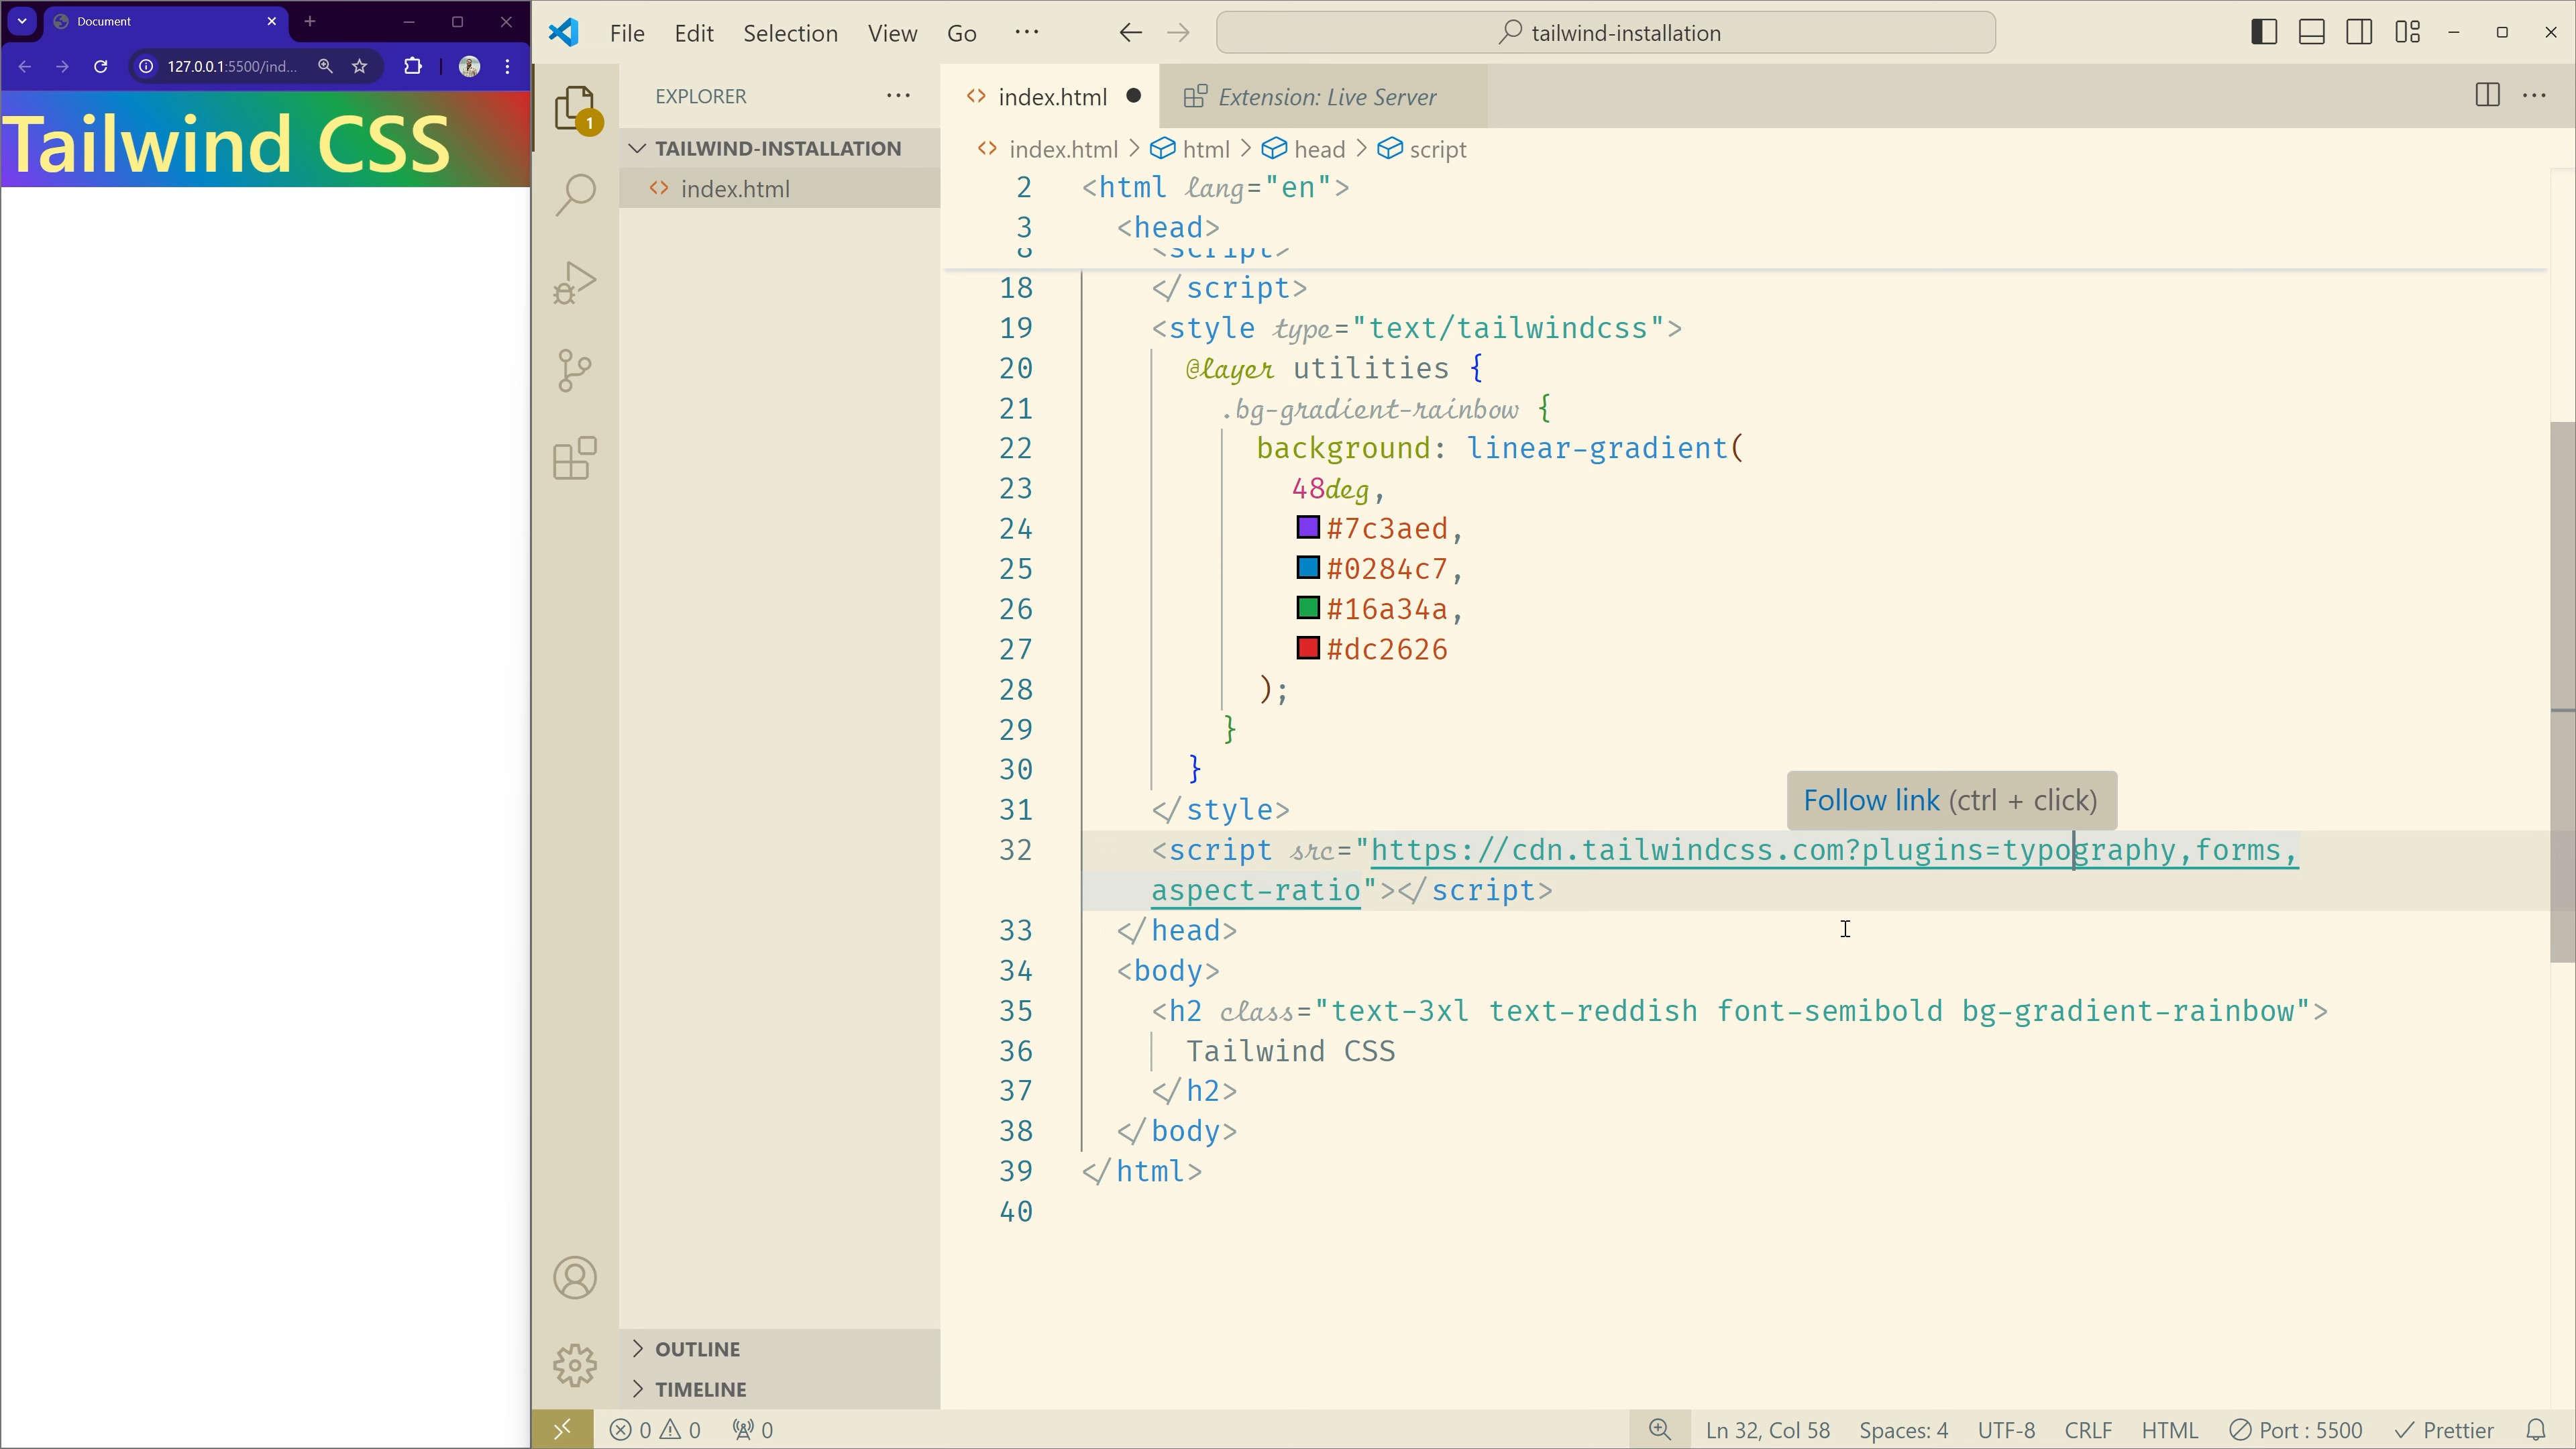 Document
127.0.0.1:5500/ind...
Tailwind CSS
File Edit Selection View Go ...
tailwind-installation
EXPLORER ...
1
TAILWIND-INSTALLATION
index.html
OUTLINE
TIMELINE
index.html
Extension: Live Server
index.html > html > head > script
2 <html lang="en">
3 <head>
8 <script>
18 </script>
19 <style type="text/tailwindcss">
20 @layer utilities {
21 .bg-gradient-rainbow {
22 background: linear-gradient(
23 48deg,
24 #7c3aed,
25 #0284c7,
26 #16a34a,
27 #dc2626
28 );
29 }
30 }
31 </style>
Follow link (ctrl + click)
32 <script src="https://cdn.tailwindcss.com?plugins=typography,forms,
aspect-ratio"></script>
33 </head>
34 <body>
35 <h2 class="text-3xl text-reddish font-semibold bg-gradient-rainbow">
36 Tailwind CSS
37 </h2>
38 </body>
39 </html>
40
0 0 0
Ln 32, Col 58 Spaces: 4 UTF-8 CRLF HTML Port : 5500 Prettier